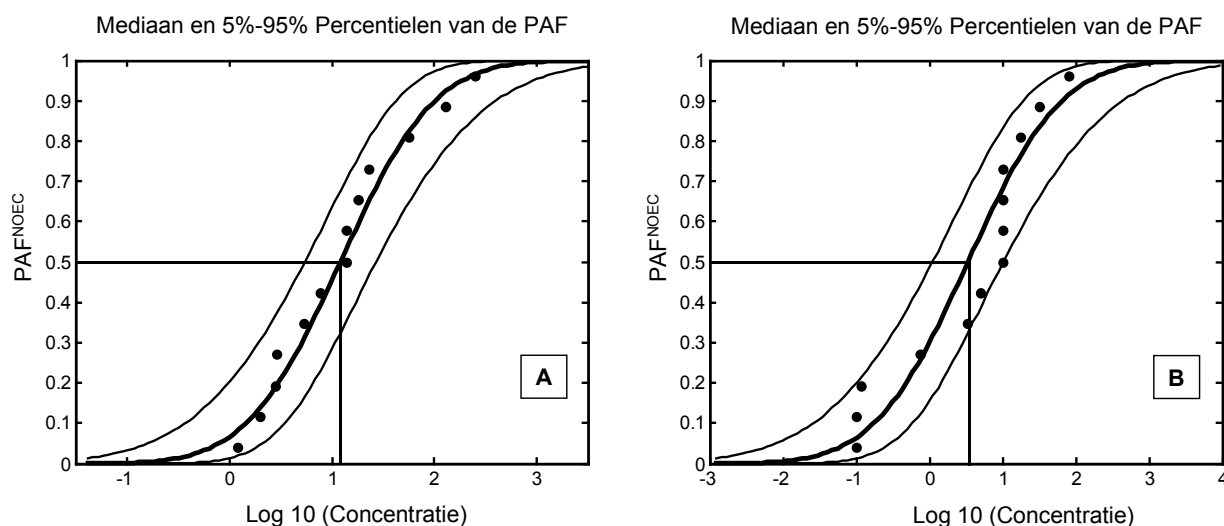 Mediaan en 5%-95% Percentielen van de PAF
1
0.9
0.8
0.7
0.6
0.5
0.4
0.3
0.2
0.1
0
PAF^NOEC
-1 0 1 2 3
Log 10 (Concentratie)
A
Mediaan en 5%-95% Percentielen van de PAF
1
0.9
0.8
0.7
0.6
0.5
0.4
0.3
0.2
0.1
0
PAF^NOEC
-3 -2 -1 0 1 2 3 4
Log 10 (Concentratie)
B